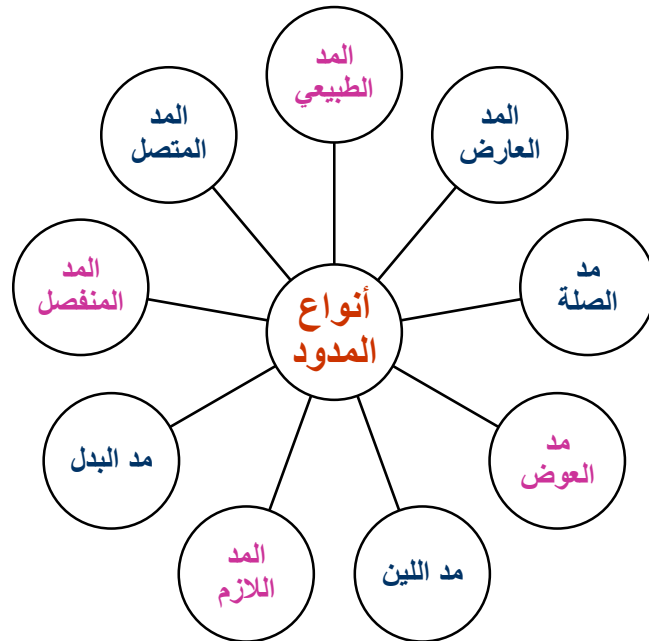 أنواع
المدود
المد
الطبيعي
المد
العارض
مد
الصلة
مد
العوض
مد اللين
المد
اللازم
مد البدل
المد
المنفصل
المد
المتصل